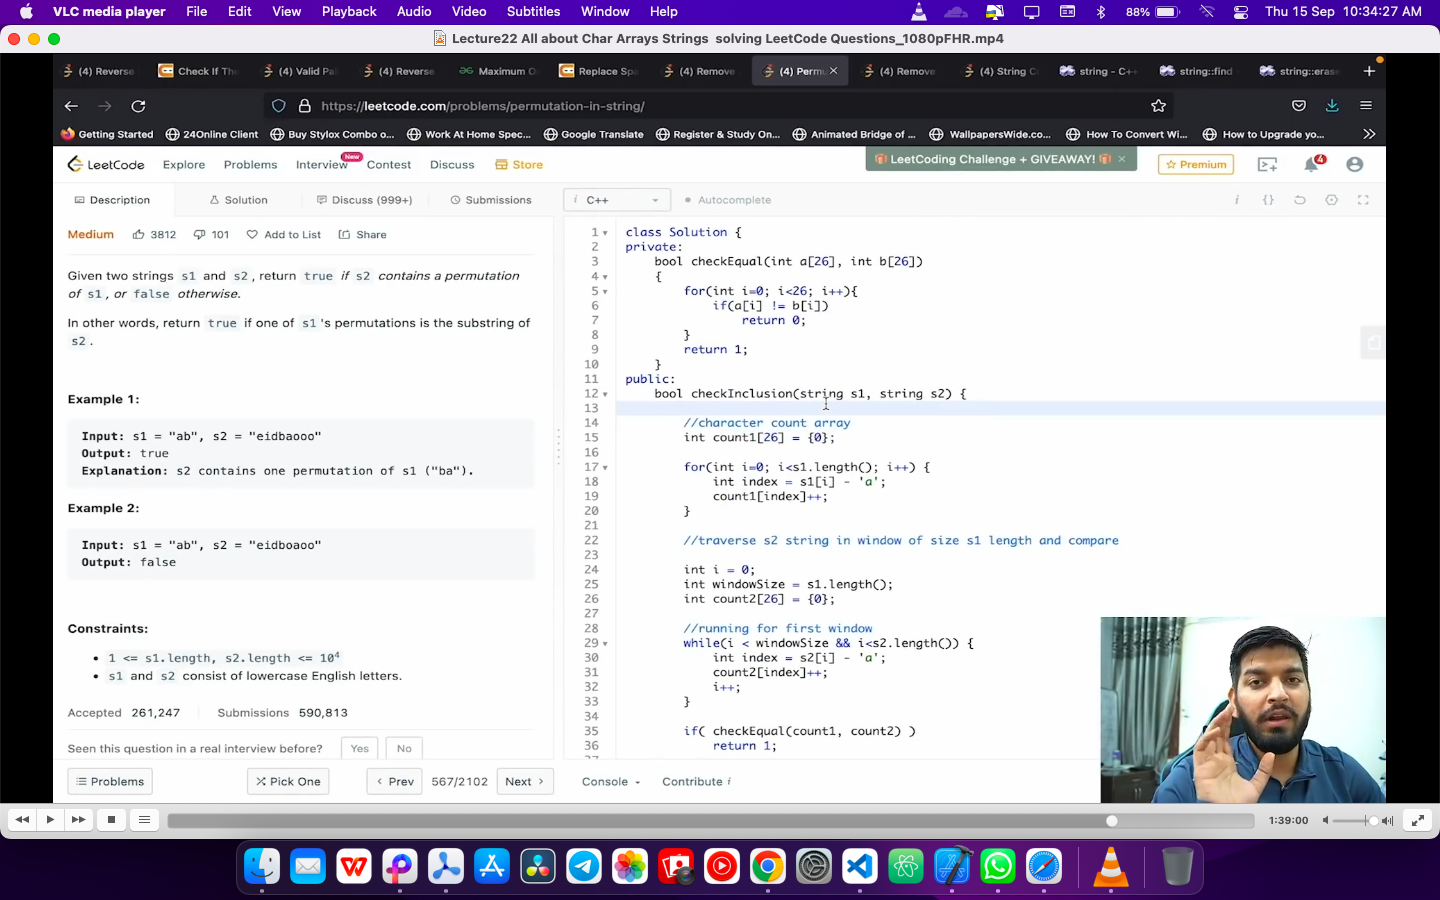 VLC media player File Edit View Playback Audio Video Subtitles Window Help 88% Thu 15 Sep 10:34:27 AM
Lecture22 All about Char Arrays Strings solving LeetCode Questions_1080pFHR.mp4
(4) Reverse Check If The (4) Valid Pal (4) Reverse Maximum O Replace Spa (4) Remove (4) Permu (4) Remove (4) String Co string - C++ string::find string::eras
https://leetcode.com/problems/permutation-in-string/
Getting Started 24Online Client Buy Stylox Combo o... Work At Home Spec... Google Translate Register & Study On... Animated Bridge of ... WallpapersWide.co... How To Convert Wi... How to Upgrade yo...
LeetCode Explore Problems Interview New Contest Discuss Store LeetCoding Challenge + GIVEAWAY! Premium 4
Description Solution Discuss (999+) Submissions
i C++ Autocomplete
Medium 3812 101 Add to List Share
Given two strings s1 and s2, return true if s2 contains a permutation
of s1, or false otherwise.
In other words, return true if one of s1's permutations is the substring of
s2.
Example 1:
Input: s1 = "ab", s2 = "eidbaooo"
Output: true
Explanation: s2 contains one permutation of s1 ("ba").
Example 2:
Input: s1 = "ab", s2 = "eidboaoo"
Output: false
Constraints:
• 1 <= s1.length, s2.length <= 10⁴
• s1 and s2 consist of lowercase English letters.
Accepted 261,247 Submissions 590,813
Seen this question in a real interview before? Yes No
Problems Pick One Prev 567/2102 Next
1 class Solution {
2 private:
3 bool checkEqual(int a[26], int b[26])
4 {
5 for(int i=0; i<26; i++){
6 if(a[i] != b[i])
7 return 0;
8 }
9 return 1;
10 }
11 public:
12 bool checkInclusion(string s1, string s2) {
13
14 //character count array
15 int count1[26] = {0};
16
17 for(int i=0; i<s1.length(); i++) {
18 int index = s1[i] - 'a';
19 count1[index]++;
20 }
21
22 //traverse s2 string in window of size s1 length and compare
23
24 int i = 0;
25 int windowSize = s1.length();
26 int count2[26] = {0};
27
28 //running for first window
29 while(i < windowSize && i<s2.length()) {
30 int index = s2[i] - 'a';
31 count2[index]++;
32 i++;
33 }
34
35 if( checkEqual(count1, count2) )
36 return 1;
Console Contribute i
1:39:00